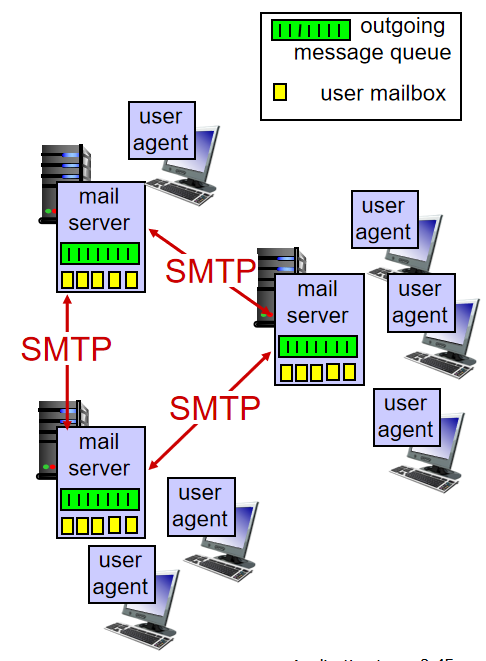 outgoing
message queue
user mailbox
user
agent
mail
server
SMTP
user
agent
mail
server
user
agent
SMTP
SMTP
user
agent
mail
server
user
agent
user
agent